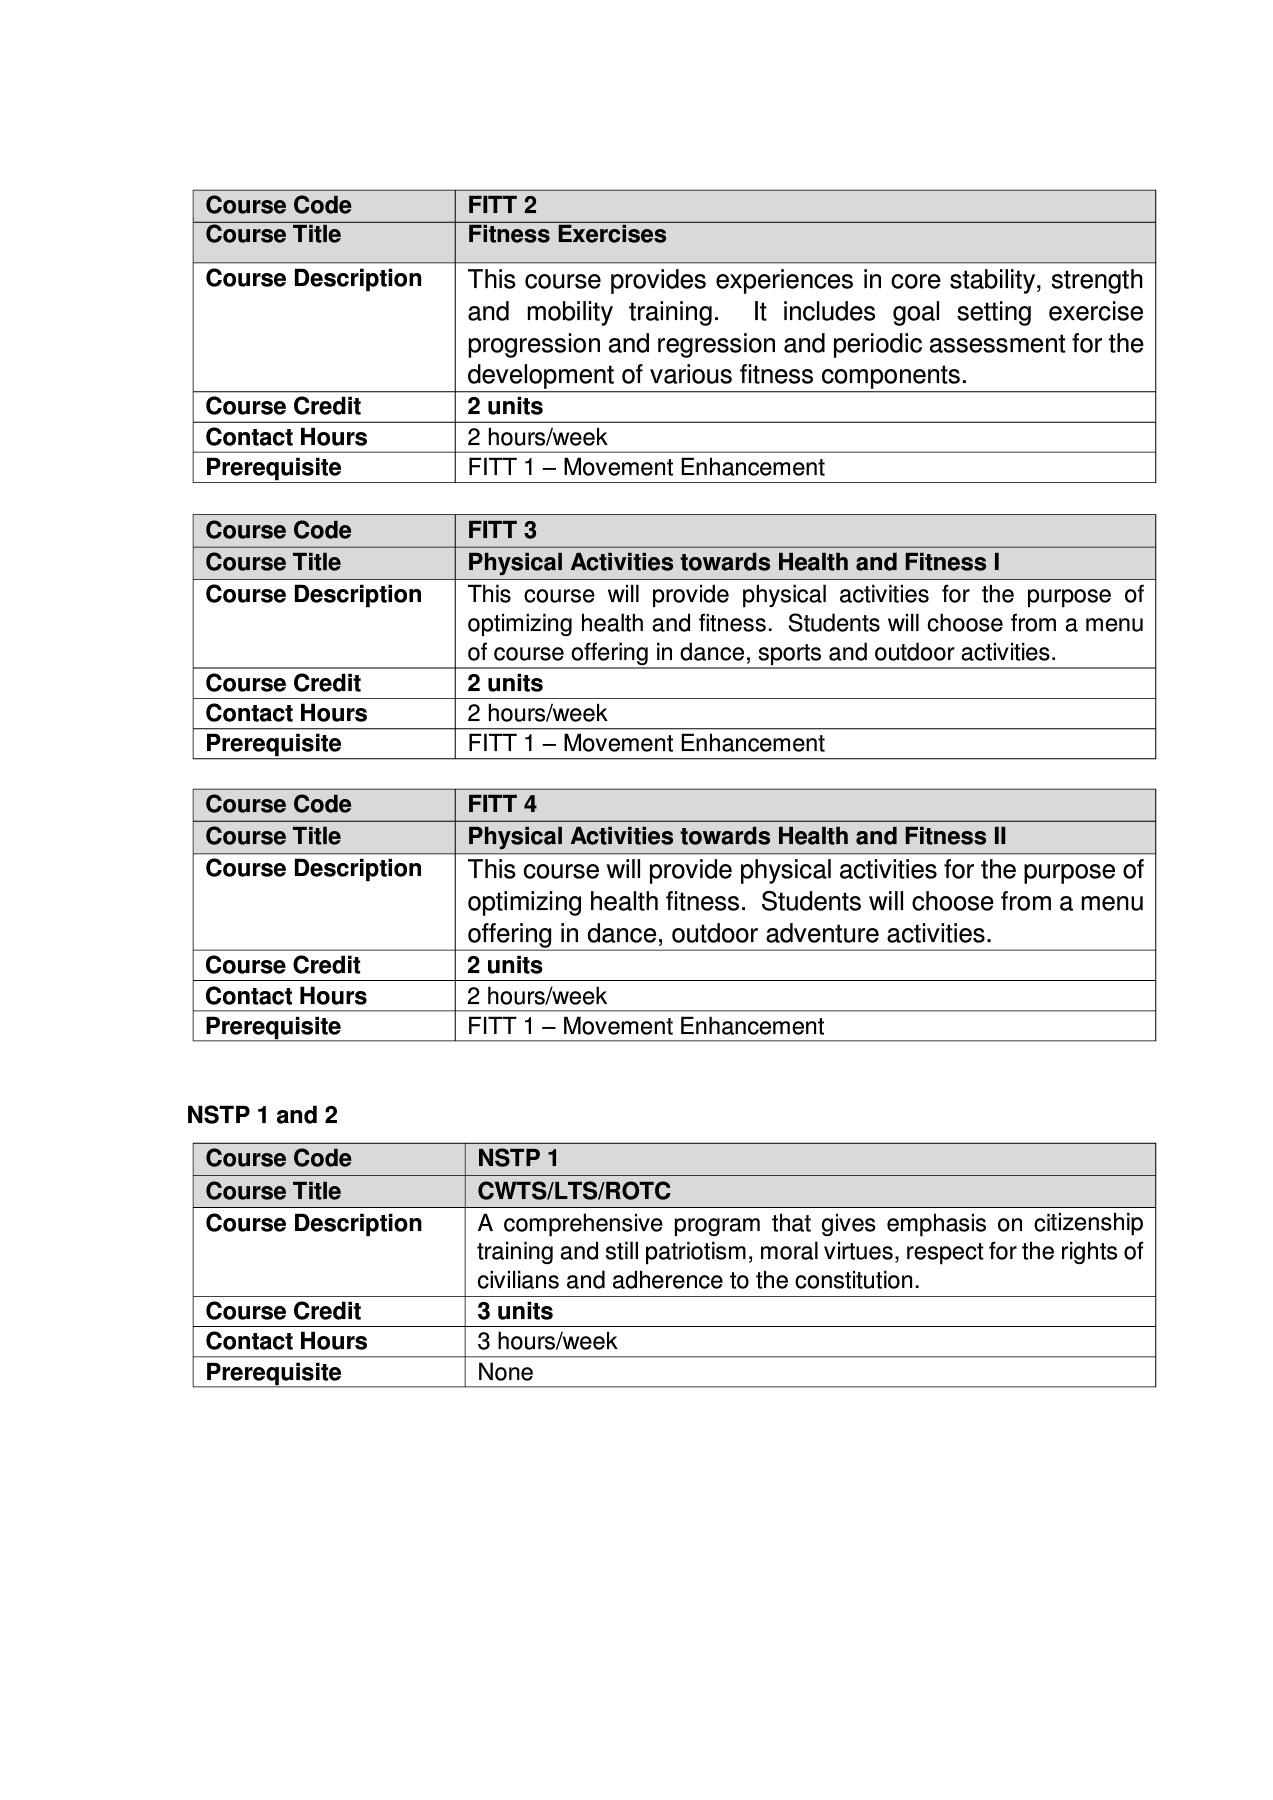 Course Code FITT 2
Course Title Fitness Exercises
Course Description This course provides experiences in core stability, strength
and mobility training. It includes goal setting exercise
progression and regression and periodic assessment for the
development of various fitness components.
Course Credit 2 units
Contact Hours 2 hours/week
Prerequisite FITT 1 – Movement Enhancement
Course Code FITT 3
Course Title Physical Activities towards Health and Fitness I
Course Description This course will provide physical activities for the purpose of
optimizing health and fitness. Students will choose from a menu
of course offering in dance, sports and outdoor activities.
Course Credit 2 units
Contact Hours 2 hours/week
Prerequisite FITT 1 – Movement Enhancement
Course Code FITT 4
Course Title Physical Activities towards Health and Fitness II
Course Description This course will provide physical activities for the purpose of
optimizing health fitness. Students will choose from a menu
offering in dance, outdoor adventure activities.
Course Credit 2 units
Contact Hours 2 hours/week
Prerequisite FITT 1 – Movement Enhancement
NSTP 1 and 2
Course Code NSTP 1
Course Title CWTS/LTS/ROTC
Course Description A comprehensive program that gives emphasis on citizenship
training and still patriotism, moral virtues, respect for the rights of
civilians and adherence to the constitution.
Course Credit 3 units
Contact Hours 3 hours/week
Prerequisite None